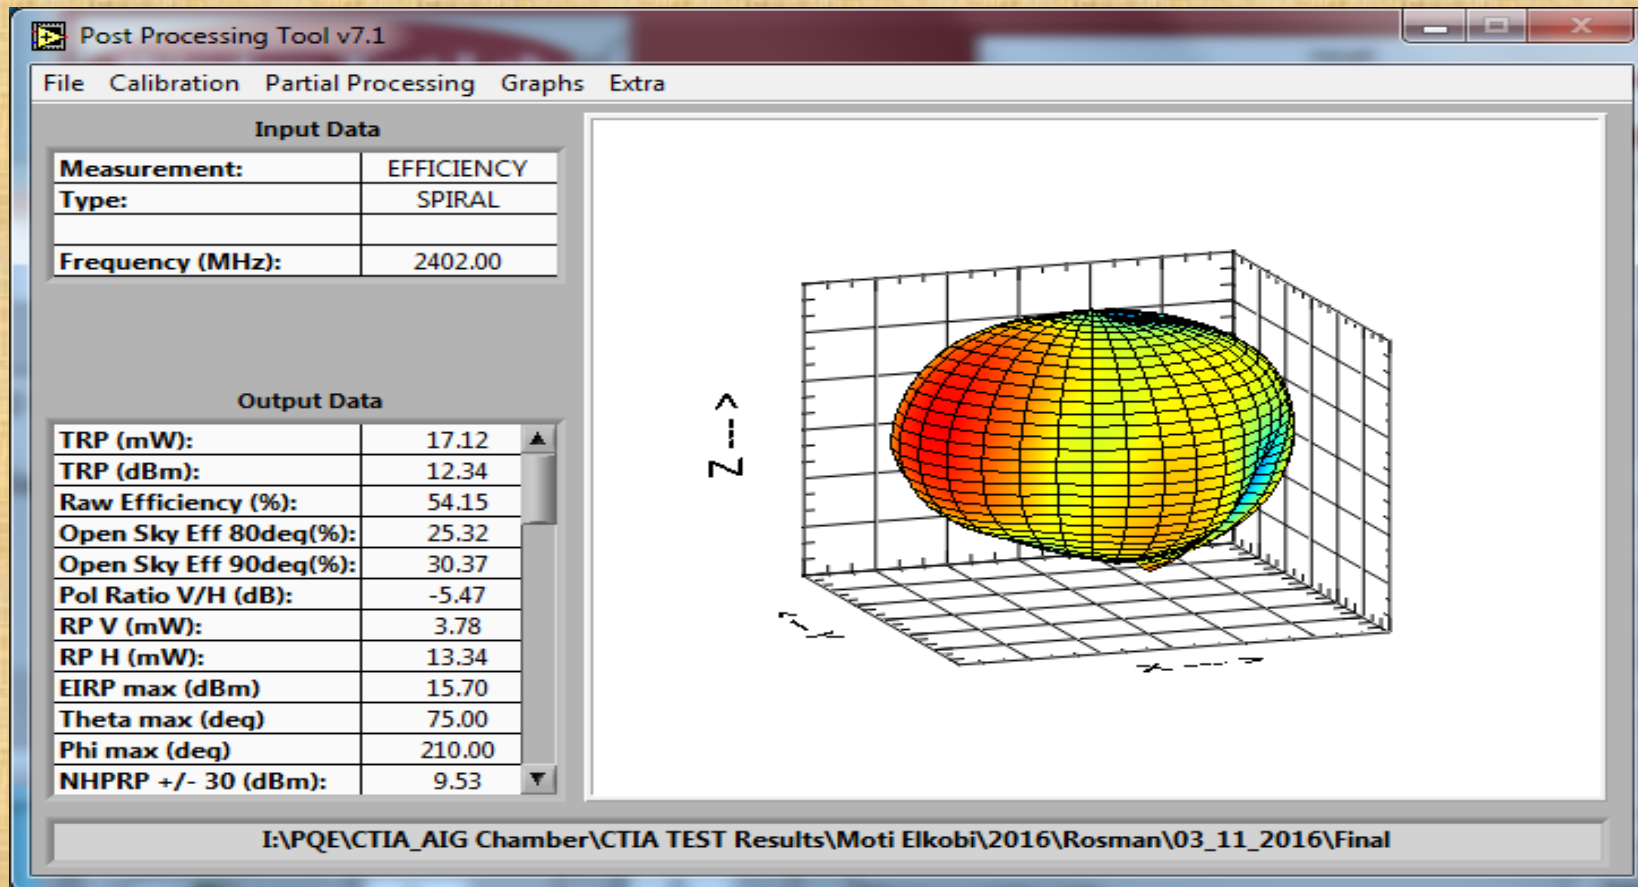 Post Processing Tool v7.1
File Calibration Partial Processing Graphs Extra
Input Data
Measurement: EFFICIENCY
Type: SPIRAL
Frequency (MHz): 2402.00
Output Data
TRP (mW): 17.12
TRP (dBm): 12.34
Raw Efficiency (%): 54.15
Open Sky Eff 80deg(%): 25.32
Open Sky Eff 90deg(%): 30.37
Pol Ratio V/H (dB): -5.47
RP V (mW): 3.78
RP H (mW): 13.34
EIRP max (dBm) 15.70
Theta max (deg) 75.00
Phi max (deg) 210.00
NHPRP +/- 30 (dBm): 9.53
Z--->
I:\PQE\CTIA_AIG Chamber\CTIA TEST Results\Moti Elkobi\2016\Rosman\03_11_2016\Final